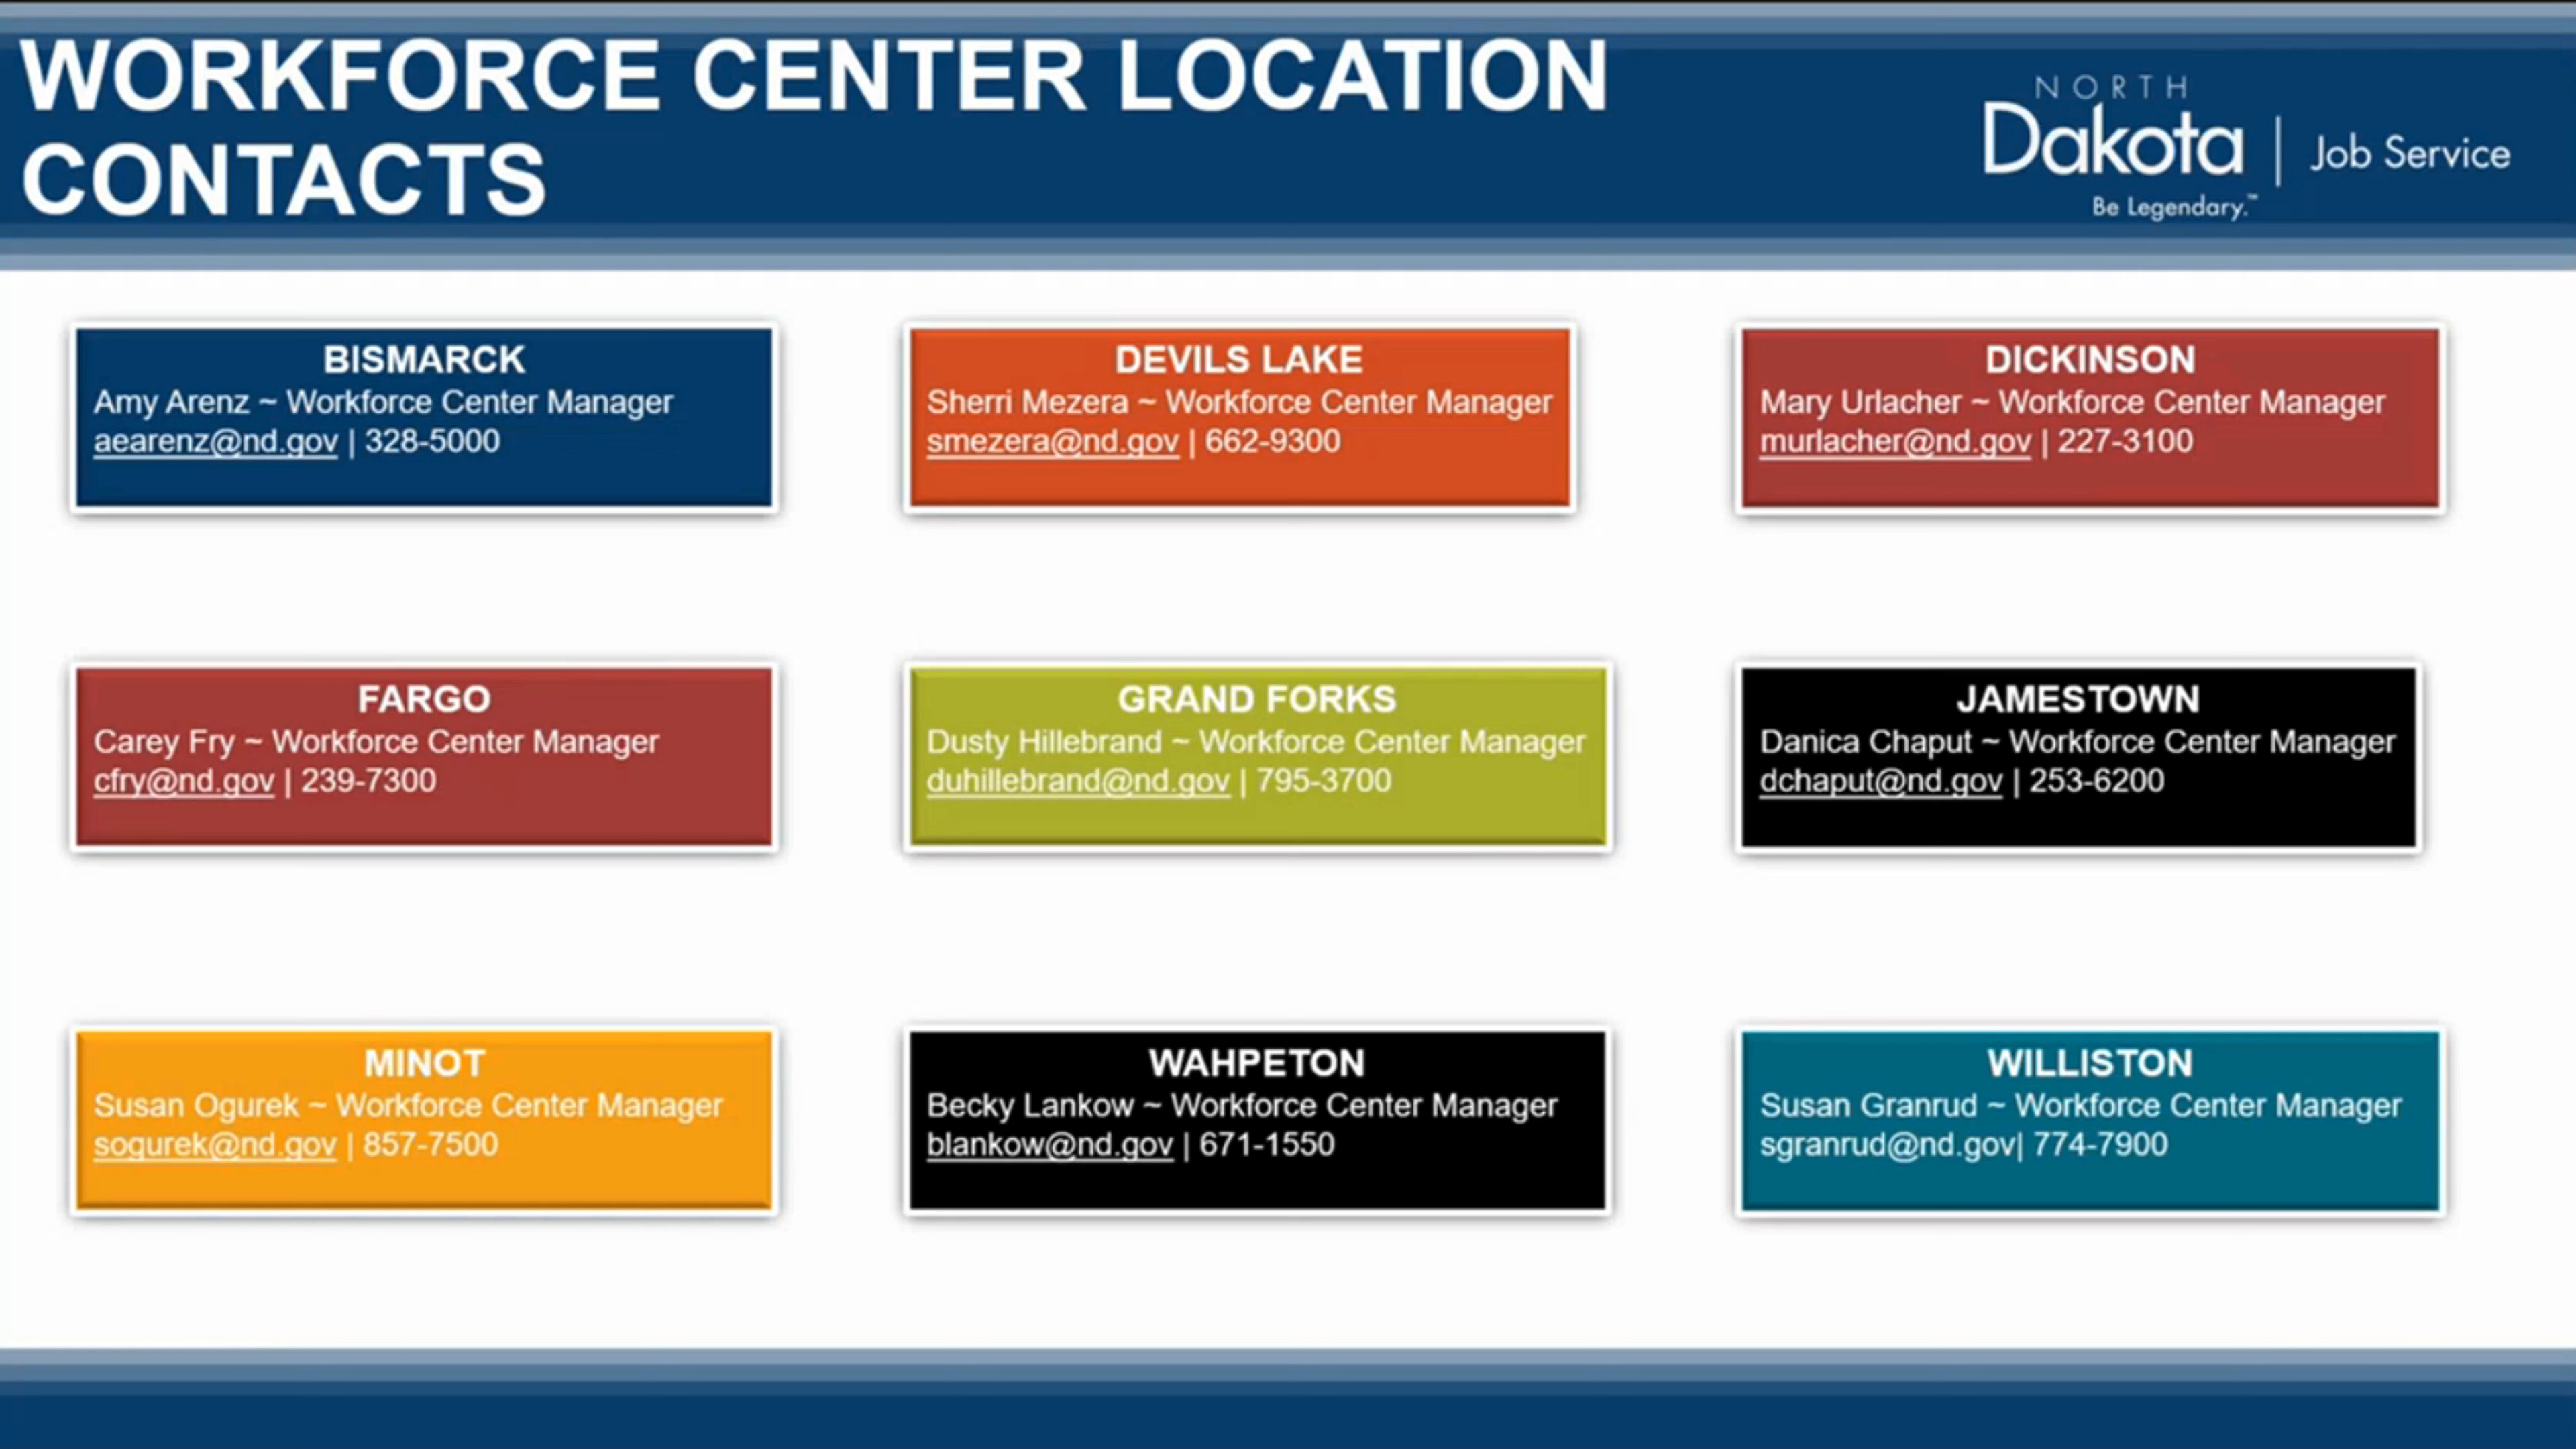 WORKFORCE CENTER LOCATION
CONTACTS
NORTH
Dakota | Job Service
Be Legendary.™
BISMARCK
Amy Arenz ~ Workforce Center Manager
aearenz@nd.gov | 328-5000
DEVILS LAKE
Sherri Mezera ~ Workforce Center Manager
smezera@nd.gov | 662-9300
DICKINSON
Mary Urlacher ~ Workforce Center Manager
murlacher@nd.gov | 227-3100
FARGO
Carey Fry ~ Workforce Center Manager
cfry@nd.gov | 239-7300
GRAND FORKS
Dusty Hillebrand ~ Workforce Center Manager
duhillebrand@nd.gov | 795-3700
JAMESTOWN
Danica Chaput ~ Workforce Center Manager
dchaput@nd.gov | 253-6200
MINOT
Susan Ogurek ~ Workforce Center Manager
sogurek@nd.gov | 857-7500
WAHPETON
Becky Lankow ~ Workforce Center Manager
blankow@nd.gov | 671-1550
WILLISTON
Susan Granrud ~ Workforce Center Manager
sgranrud@nd.gov| 774-7900